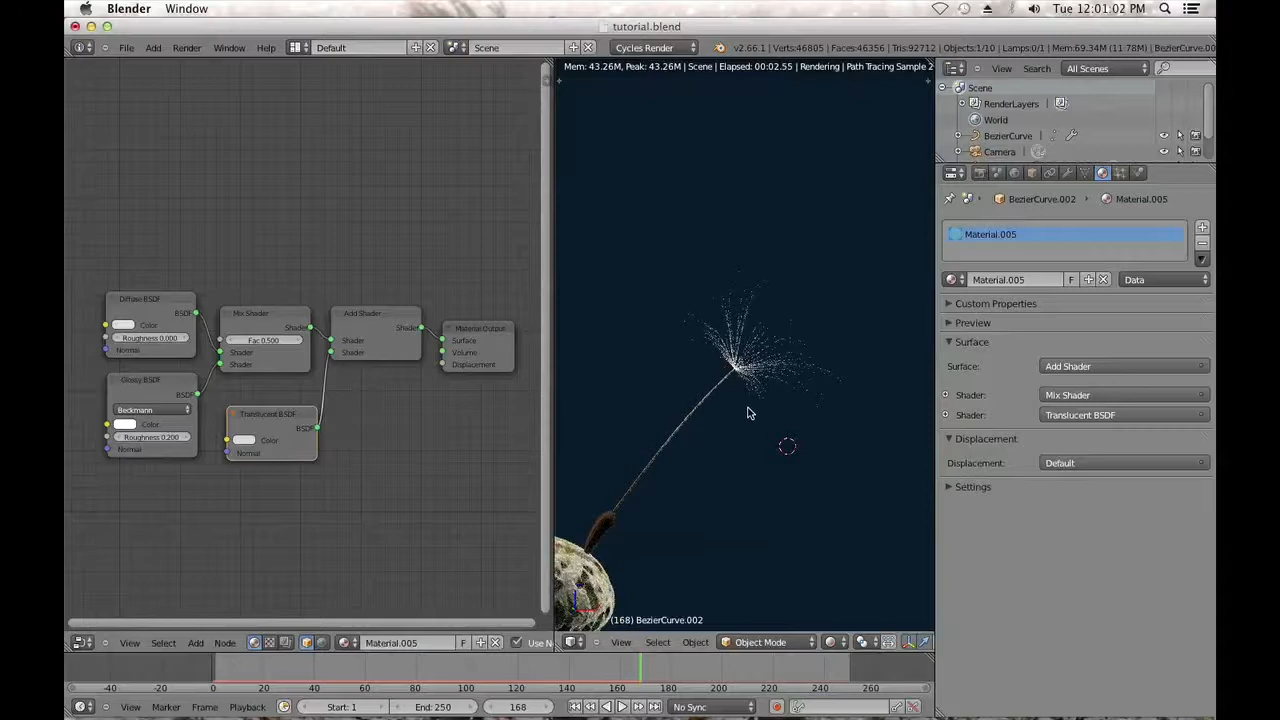 Blender Window
Tue 12:01:02 PM
tutorial.blend
File Add Render Window Help
Default
Scene
Cycles Render
v2.66.1 | Verts:46805 | Faces:46356 | Tris:92712 | Objects:1/10 | Lamps:0/1 | Mem:69.34M (11.78M) | BezierCurve.00
Mem: 43.26M, Peak: 43.26M | Scene | Elapsed: 00:02.55 | Rendering | Path Tracing Sample 2
View Search All Scenes
Scene
RenderLayers
World
BezierCurve
Camera
BezierCurve.002
Material.005
Material.005
Material.005 F Data
Custom Properties
Preview
Surface
Surface: Add Shader
Shader: Mix Shader
Shader: Translucent BSDF
Displacement
Displacement: Default
Settings
Diffuse BSDF
BSDF
Color
Roughness 0.000
Normal
Glossy BSDF
BSDF
Beckmann
Color
Roughness 0.200
Normal
Mix Shader
Shader
Fac 0.500
Shader
Shader
Translucent BSDF
BSDF
Color
Normal
Add Shader
Shader
Shader
Shader
Material Output
Surface
Volume
Displacement
(168) BezierCurve.002
View Select Add Node
Material.005 F
Use N
View Select Object
Object Mode
-40 -20 0 20 40 60 80 100 120 140 160 180 200 220 240 260
View Marker Frame Playback
Start: 1
End: 250
168
No Sync